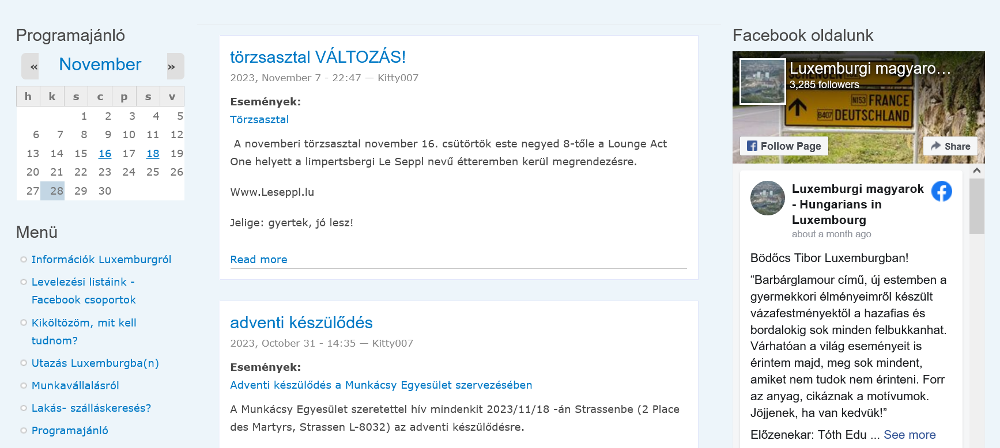 Programajánló
« November »
h k s c p s v
1 2 3 4 5
6 7 8 9 10 11 12
13 14 15 16 17 18 19
20 21 22 23 24 25 26
27 28 29 30
Menü
Információk Luxemburgról
Levelezési listáink -
Facebook csoportok
Kiköltözöm, mit kell
tudnom?
Utazás Luxemburgba(n)
Munkavállalásról
Lakás- szálláskeresés?
Programajánló
törzsasztal VÁLTOZÁS!
2023, November 7 - 22:47 — Kitty007
Események:
Törzsasztal
A novemberi törzsasztal november 16. csütörtök este negyed 8-tőle a Lounge Act
One helyett a limpertsbergi Le Seppl nevű étteremben kerül megrendezésre.
Www.Leseppl.lu
Jelige: gyertek, jó lesz!
Read more
adventi készülődés
2023, October 31 - 14:35 — Kitty007
Események:
Adventi készülődés a Munkácsy Egyesület szervezésében
A Munkácsy Egyesület szeretettel hív mindenkit 2023/11/18 -án Strassenbe (2 Place
des Martyrs, Strassen L-8032) az adventi készülődésre.
Facebook oldalunk
Luxemburgi magyaro...
3,285 followers
SCHENGEN
N153 FRANCE
B407 DEUTSCHLAND
Follow Page
Share
Luxemburgi magyarok
- Hungarians in
Luxembourg
about a month ago
Bödőcs Tibor Luxemburgban!
“Barbárglamour című, új estemben a
gyermekkori élményeimről készült
vázafestményektől a hazafias és
bordalokig sok minden felbukkanhat.
Várhatóan a világ eseményeit is
érintem majd, meg sok mindent,
amiket nem tudok nem érinteni. Forr
az anyag, cikáznak a motívumok.
Jöjjenek, ha van kedvük!”
Előzenekar: Tóth Edu ... See more